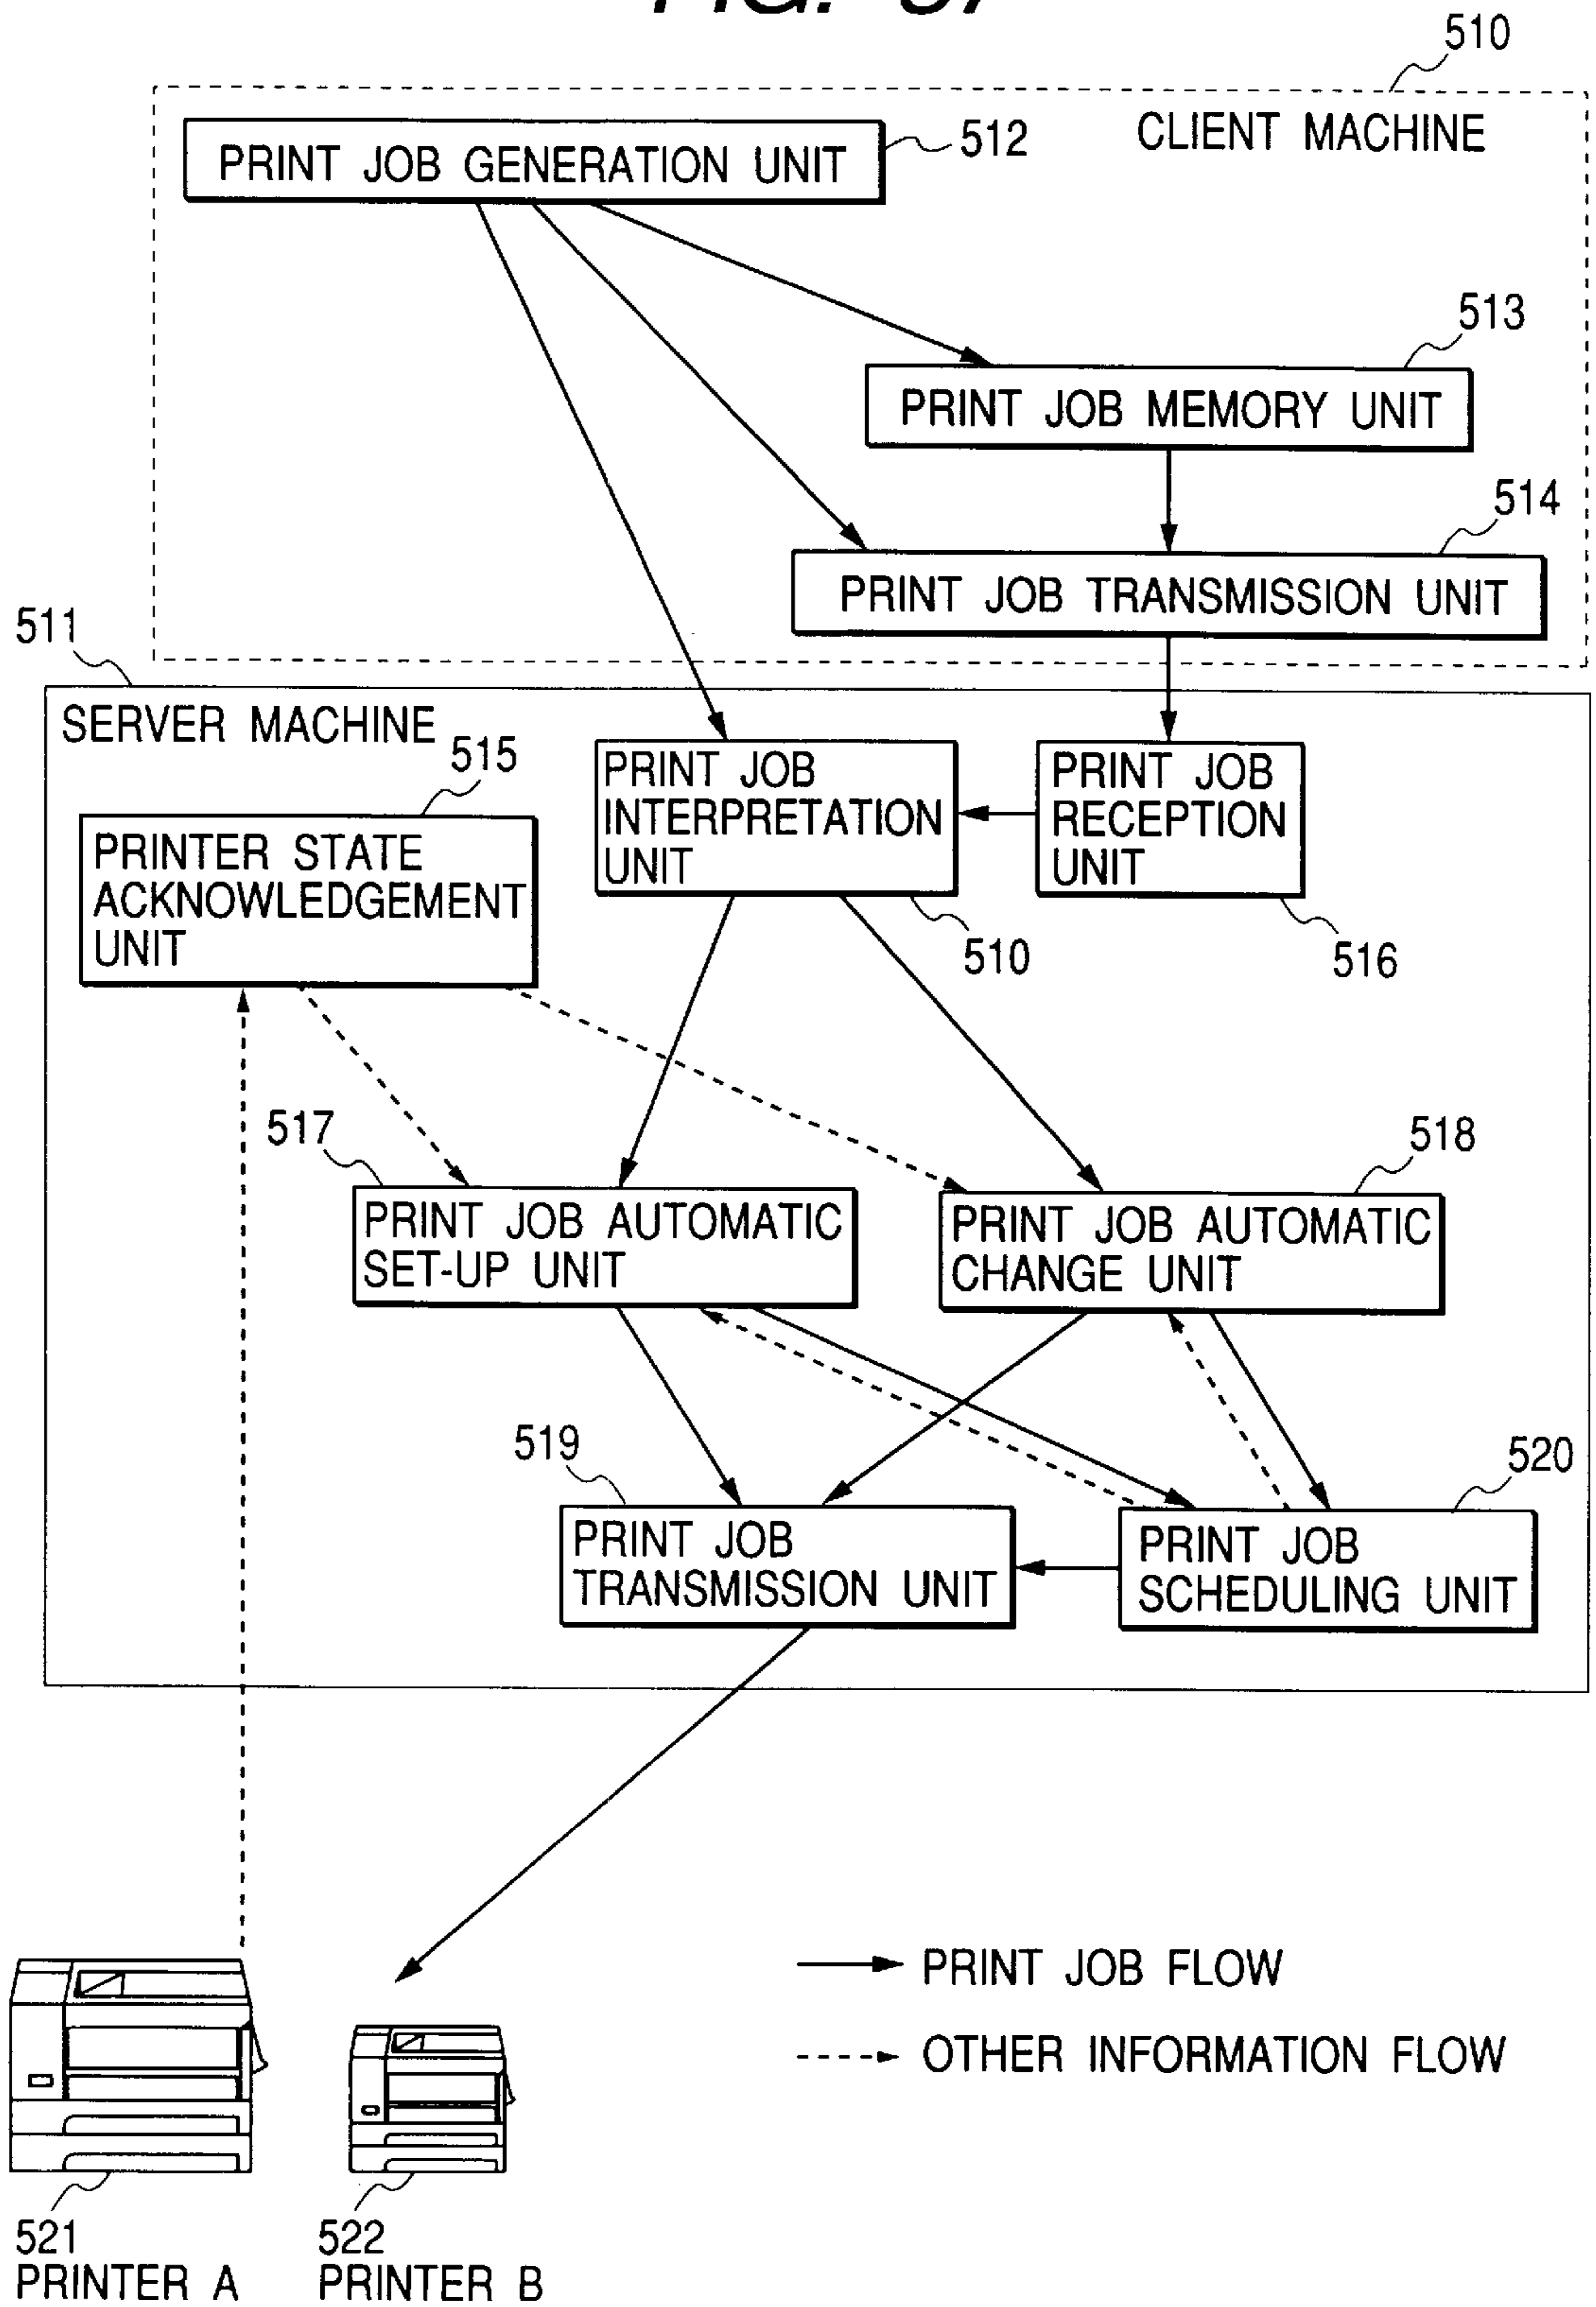 510
CLIENT MACHINE
PRINT JOB GENERATION UNIT
512
513
PRINT JOB MEMORY UNIT
514
PRINT JOB TRANSMISSION UNIT
511
SERVER MACHINE
515
PRINTER STATE
ACKNOWLEDGEMENT
UNIT
PRINT JOB
INTERPRETATION
UNIT
510
PRINT JOB
RECEPTION
UNIT
516
517
PRINT JOB AUTOMATIC
SET-UP UNIT
518
PRINT JOB AUTOMATIC
CHANGE UNIT
519
PRINT JOB
TRANSMISSION UNIT
520
PRINT JOB
SCHEDULING UNIT
PRINT JOB FLOW
OTHER INFORMATION FLOW
521
PRINTER A
522
PRINTER B